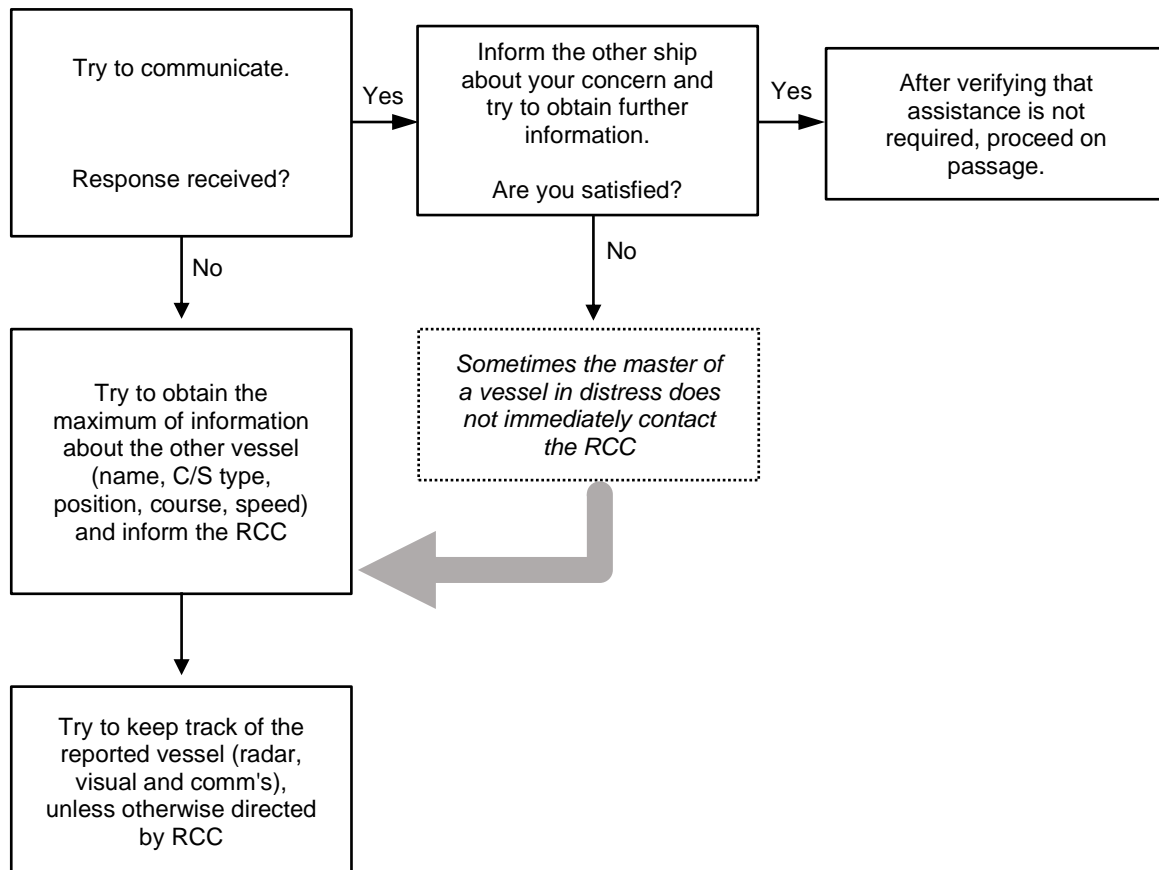 Try to communicate.
Response received?
Yes
Inform the other ship
about your concern and
try to obtain further
information.
Are you satisfied?
Yes
After verifying that
assistance is not
required, proceed on
passage.
No
No
Try to obtain the
maximum of information
about the other vessel
(name, C/S type,
position, course, speed)
and inform the RCC
Sometimes the master of
a vessel in distress does
not immediately contact
the RCC
Try to keep track of the
reported vessel (radar,
visual and comm's),
unless otherwise directed
by RCC